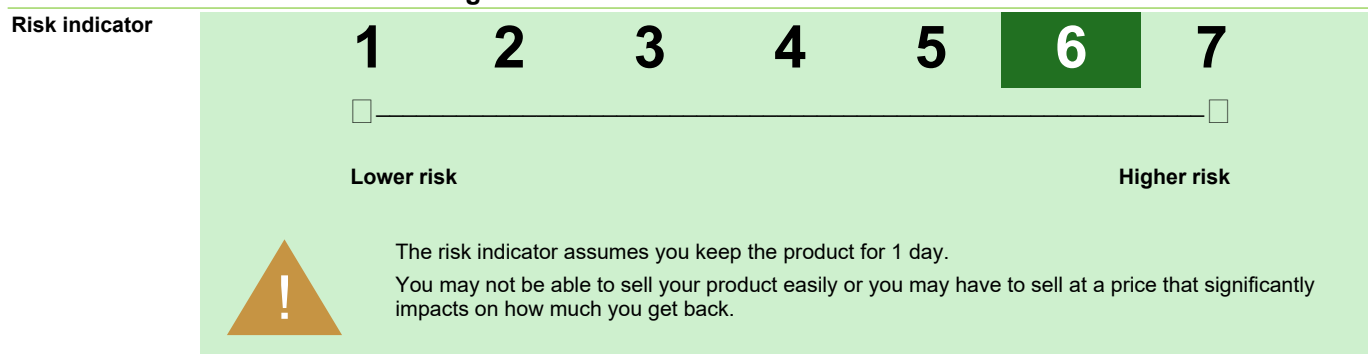 Risk indicator
1 2 3 4 5 6 7
Lower risk Higher risk
!
The risk indicator assumes you keep the product for 1 day.
You may not be able to sell your product easily or you may have to sell at a price that significantly
impacts on how much you get back.